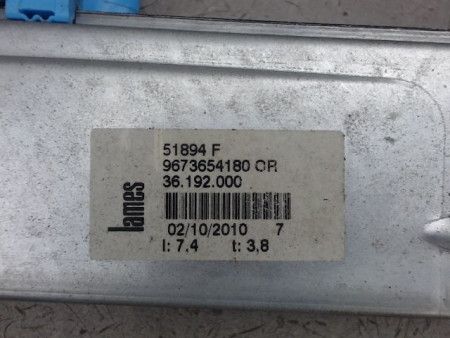 lames
51894 F
9673654180 OR
36.192.000
02/10/2010 7
I: 7,4 t: 3,8